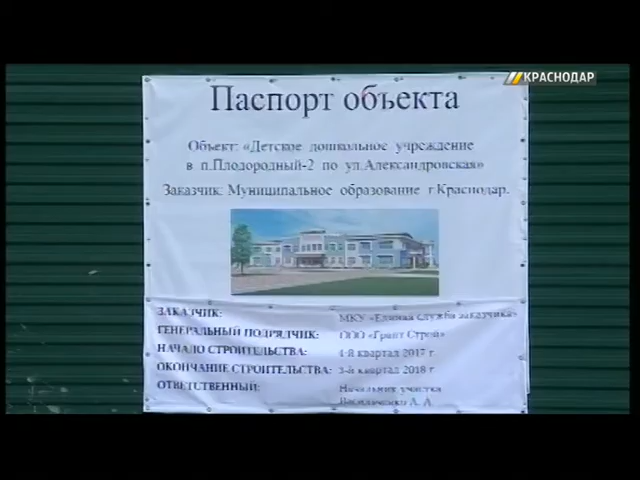 КРАСНОДАР
Паспорт объекта
Объект: «Детское дошкольное учреждение
в п.Плодородный-2 по ул.Александровская»
Заказчик: Муниципальное образование г.Краснодар.
ЗАКАЗЧИК: МКУ «Единая служба заказчика»
ГЕНЕРАЛЬНЫЙ ПОДРЯДЧИК: ООО «Грант Строй»
НАЧАЛО СТРОИТЕЛЬСТВА: 4-й квартал 2017 г.
ОКОНЧАНИЕ СТРОИТЕЛЬСТВА: 3-й квартал 2018 г.
ОТВЕТСТВЕННЫЙ: Начальник участка
Василенко А. А.